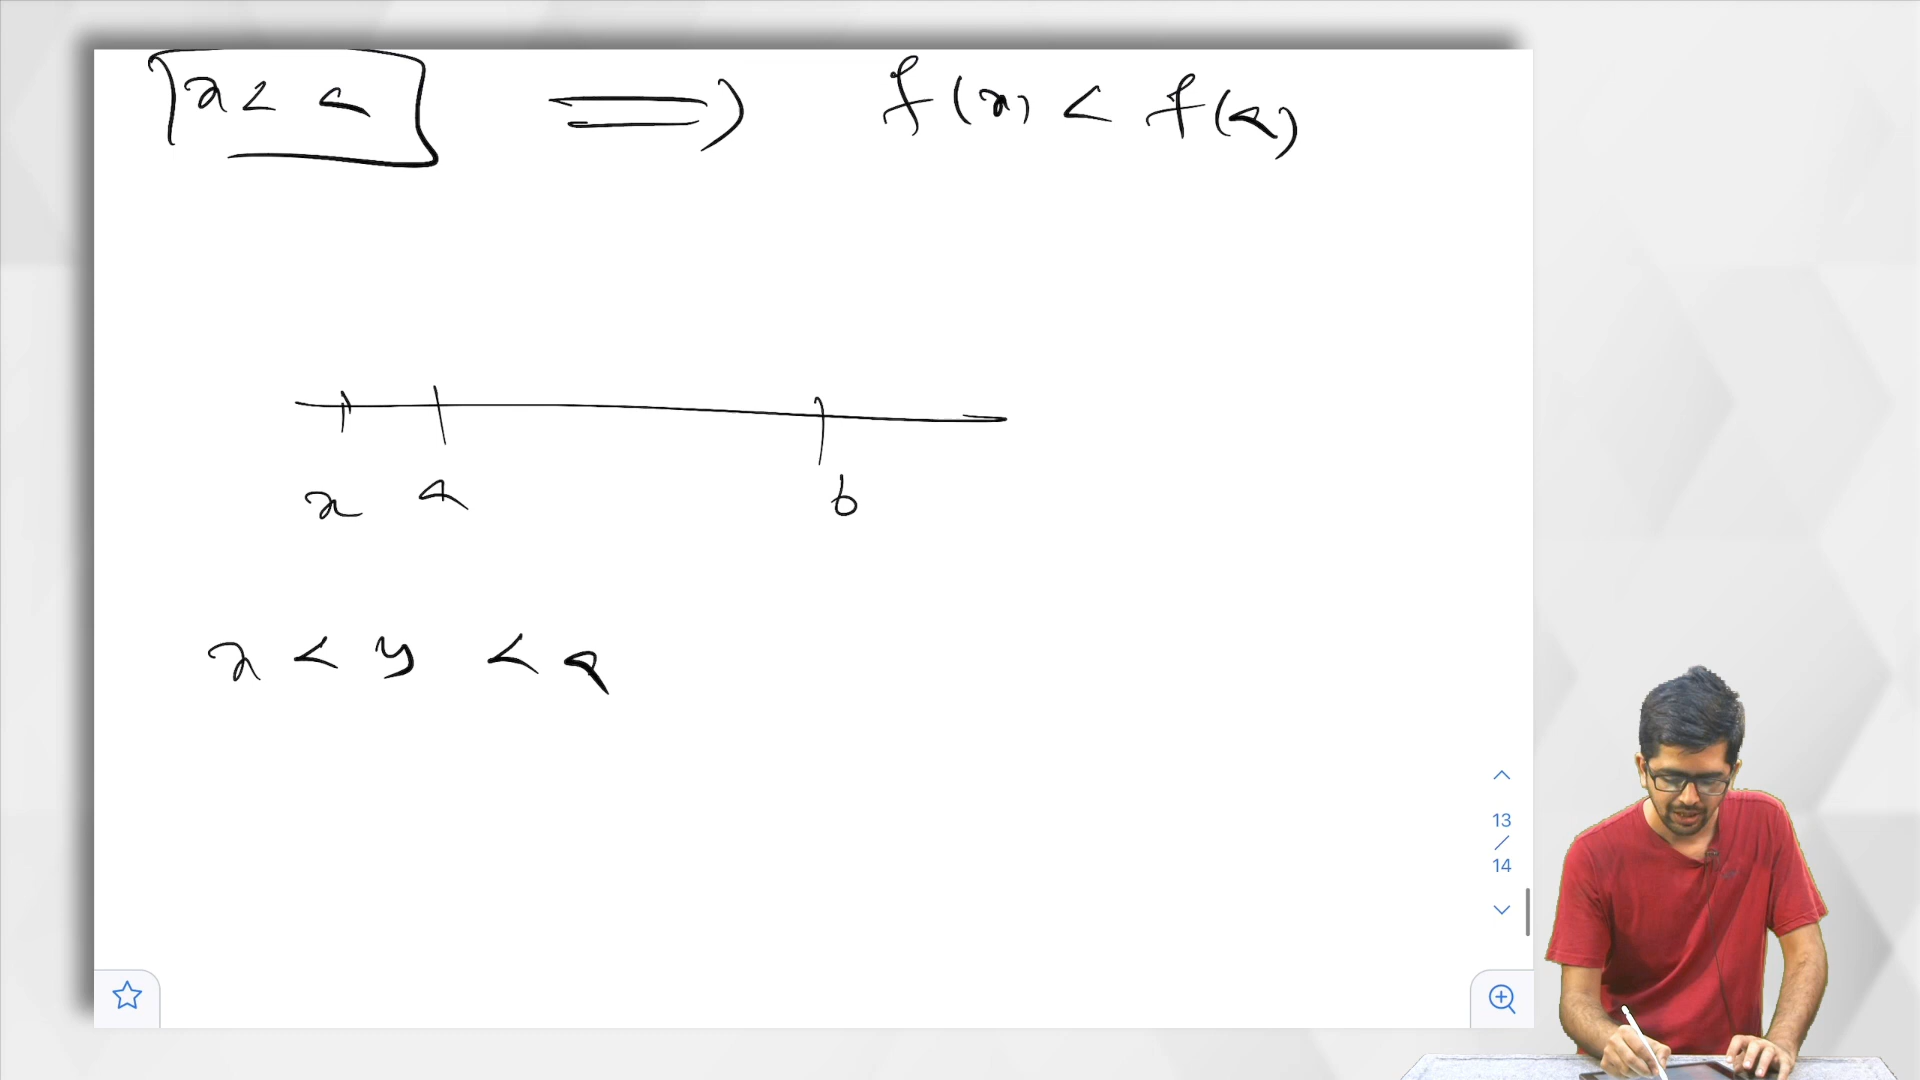 x < a ⟹ f(x) < f(a)
x a b
x < y < a
13
/
14